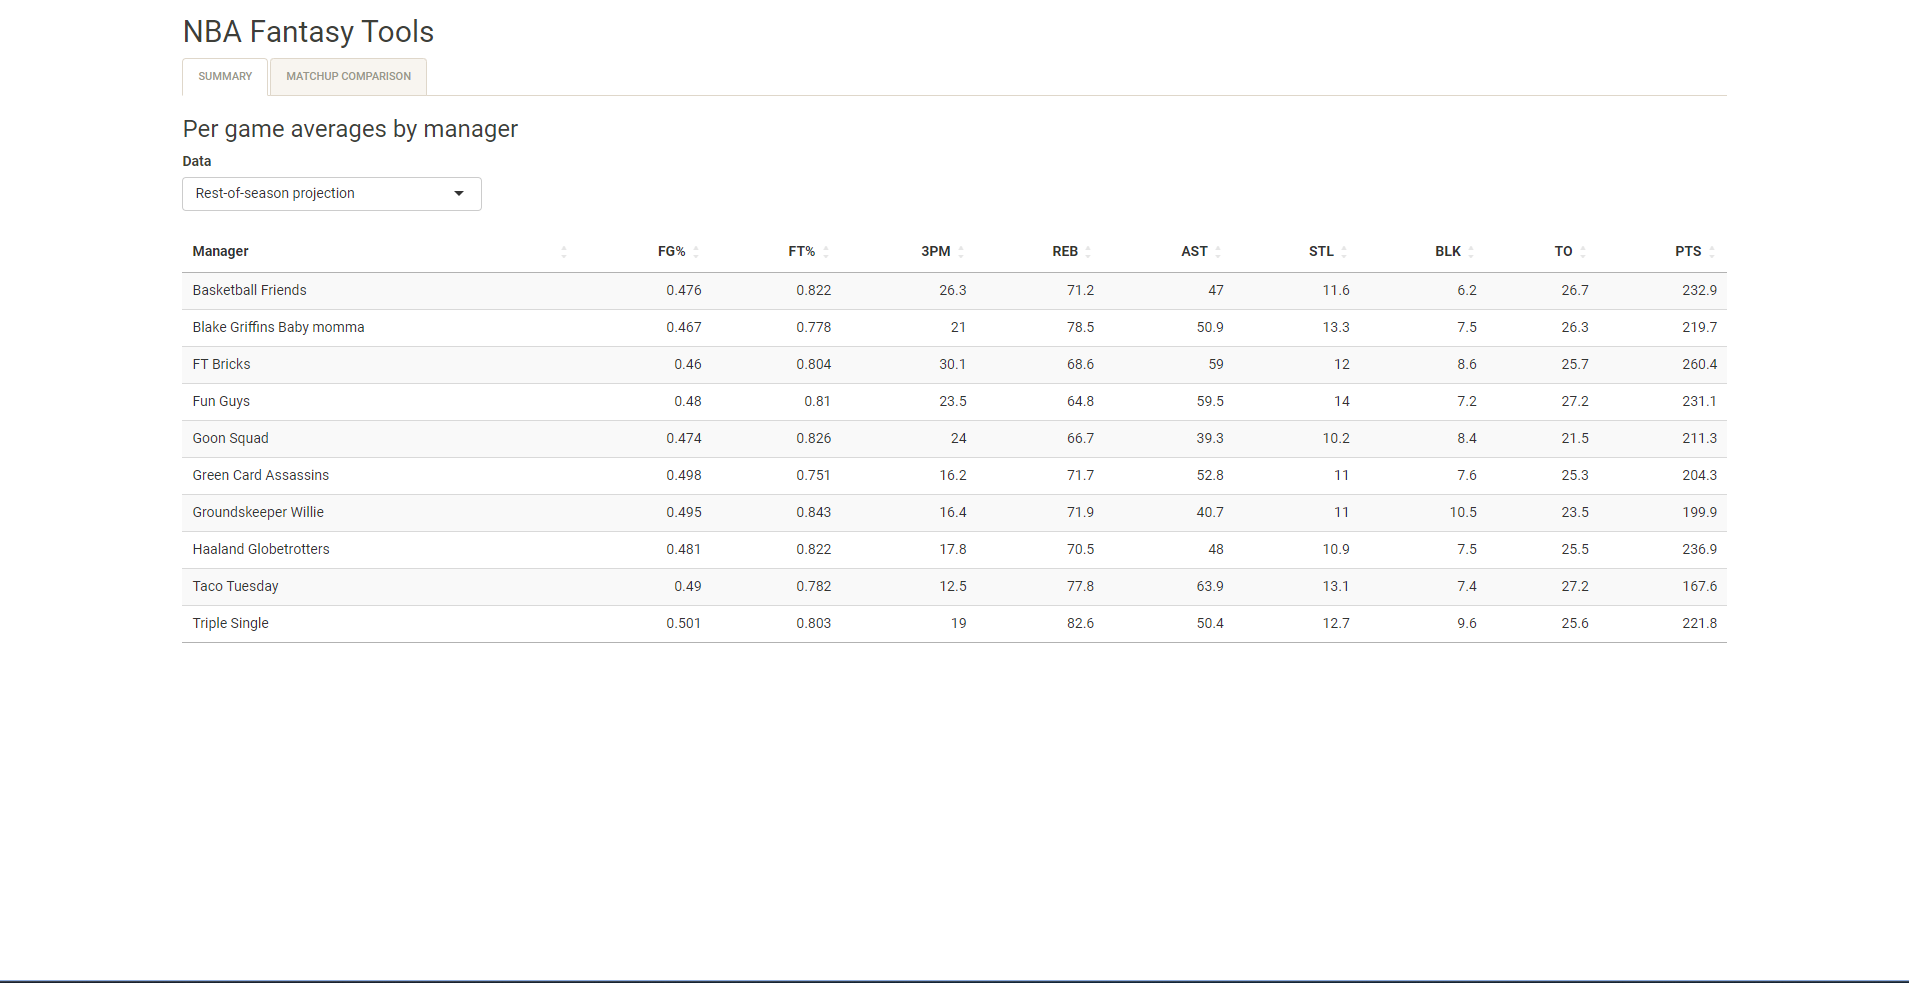 NBA Fantasy Tools
SUMMARY MATCHUP COMPARISON
Per game averages by manager
Data
Rest-of-season projection
Manager FG% FT% 3PM REB AST STL BLK TO PTS
Basketball Friends 0.476 0.822 26.3 71.2 47 11.6 6.2 26.7 232.9
Blake Griffins Baby momma 0.467 0.778 21 78.5 50.9 13.3 7.5 26.3 219.7
FT Bricks 0.46 0.804 30.1 68.6 59 12 8.6 25.7 260.4
Fun Guys 0.48 0.81 23.5 64.8 59.5 14 7.2 27.2 231.1
Goon Squad 0.474 0.826 24 66.7 39.3 10.2 8.4 21.5 211.3
Green Card Assassins 0.498 0.751 16.2 71.7 52.8 11 7.6 25.3 204.3
Groundskeeper Willie 0.495 0.843 16.4 71.9 40.7 11 10.5 23.5 199.9
Haaland Globetrotters 0.481 0.822 17.8 70.5 48 10.9 7.5 25.5 236.9
Taco Tuesday 0.49 0.782 12.5 77.8 63.9 13.1 7.4 27.2 167.6
Triple Single 0.501 0.803 19 82.6 50.4 12.7 9.6 25.6 221.8